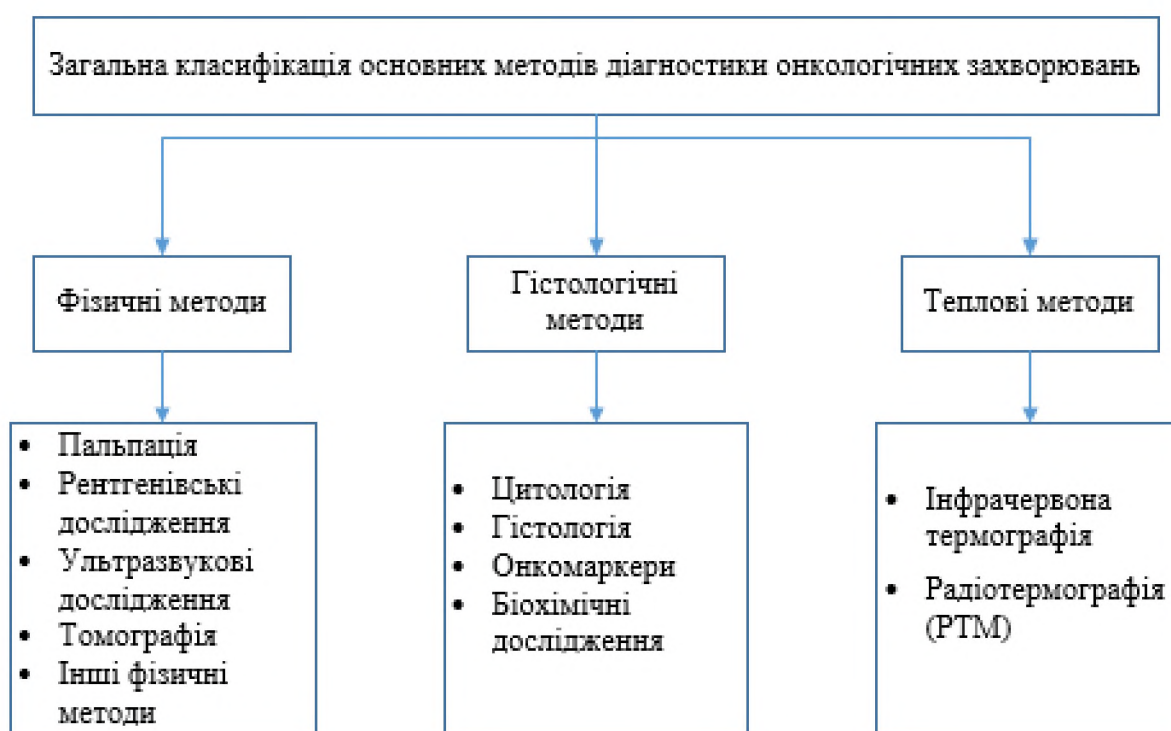 Загальна класифікація основних методів діагностики онкологічних захворювань
Фізичні методи
Гістологічні
методи
Теплові методи
• Пальпація
• Рентгенівські
дослідження
• Ультразвукові
дослідження
• Томографія
• Інші фізичні
методи
• Цитологія
• Гістологія
• Онкомаркери
• Біохімічні
дослідження
• Інфрачервона
термографія
• Радіотермографія
(РТМ)